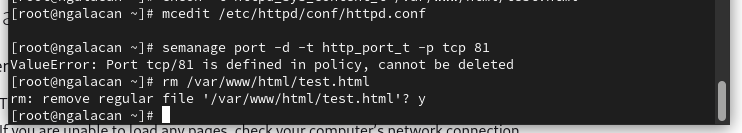 [root@ngalacan ~]# mcedit /etc/httpd/conf/httpd.conf
[root@ngalacan ~]# semanage port -d -t http_port_t -p tcp 81
ValueError: Port tcp/81 is defined in policy, cannot be deleted
[root@ngalacan ~]# rm /var/www/html/test.html
rm: remove regular file '/var/www/html/test.html'? y
[root@ngalacan ~]#
If you are unable to load any pages, check your computer's network connection